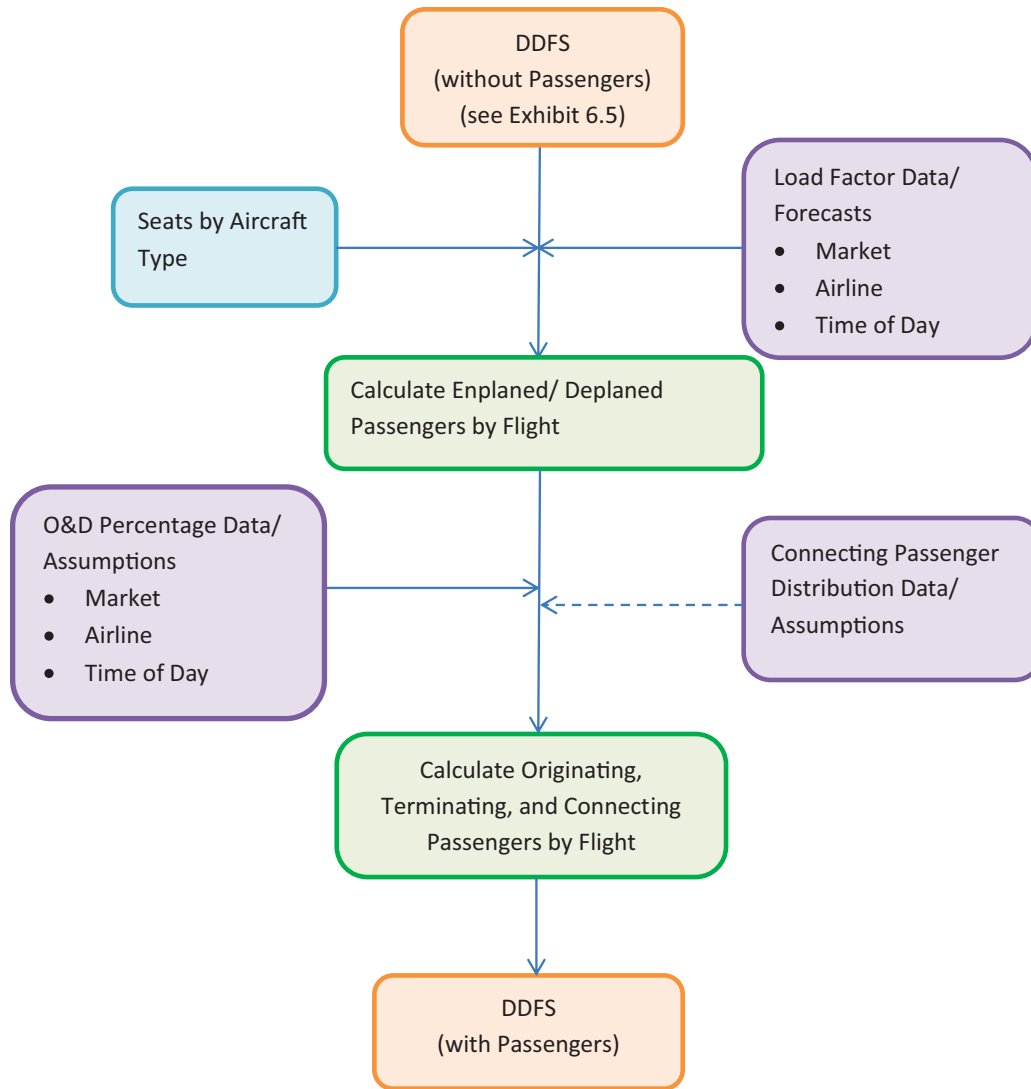 DDFS
(without Passengers)
(see Exhibit 6.5)
Seats by Aircraft
Type
Load Factor Data/
Forecasts
• Market
• Airline
• Time of Day
Calculate Enplaned/ Deplaned
Passengers by Flight
O&D Percentage Data/
Assumptions
• Market
• Airline
• Time of Day
Connecting Passenger
Distribution Data/
Assumptions
Calculate Originating,
Terminating, and Connecting
Passengers by Flight
DDFS
(with Passengers)